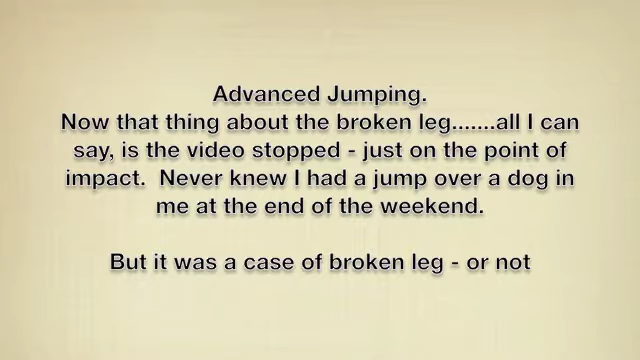 Advanced Jumping.
Now that thing about the broken leg.......all I can
say, is the video stopped - just on the point of
impact.  Never knew I had a jump over a dog in
me at the end of the weekend.

But it was a case of broken leg - or not